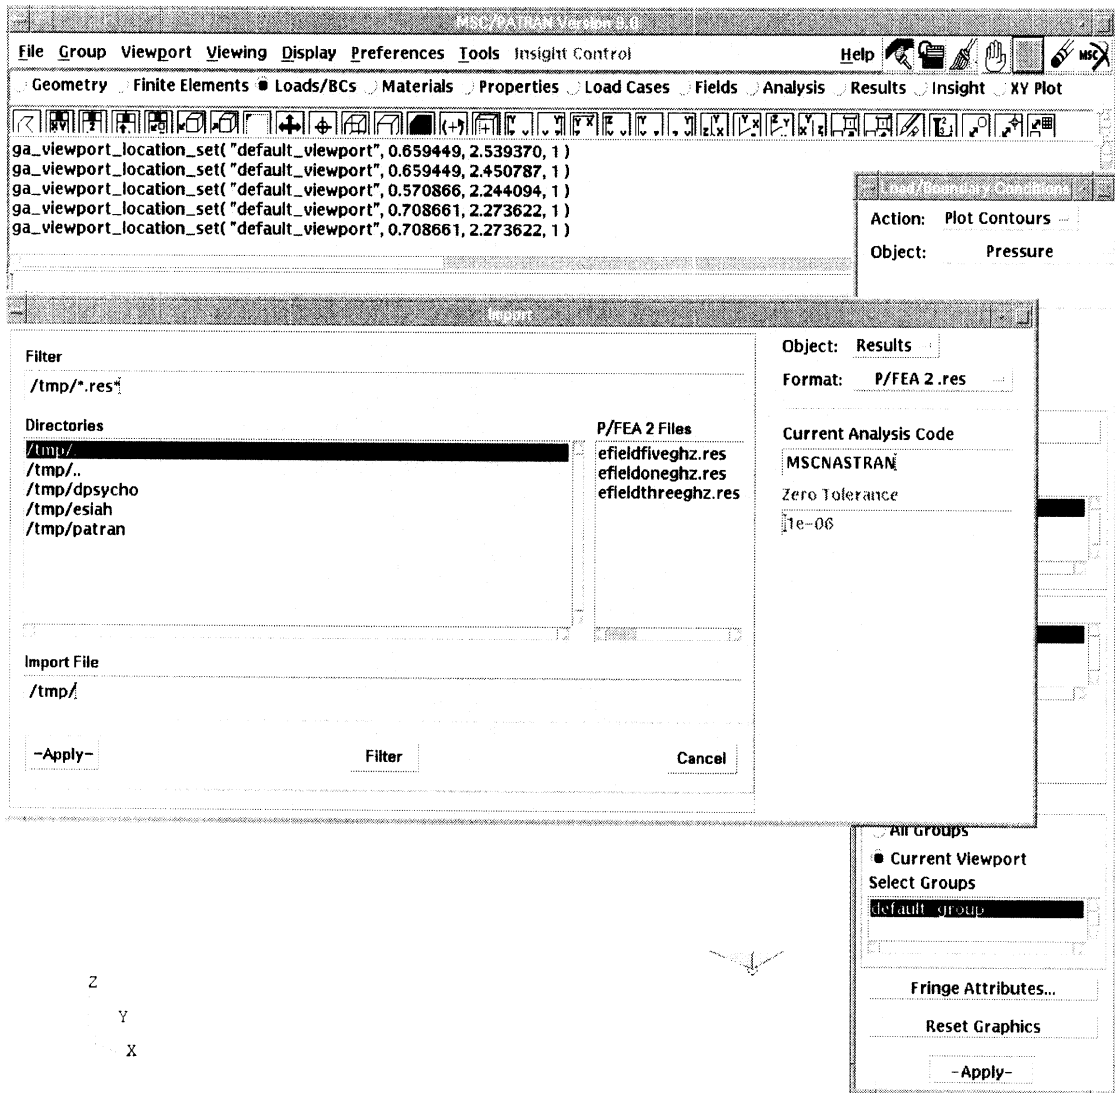 MSC/PATRAN Version 8.0
File Group Viewport Viewing Display Preferences Tools Insight Control Help
Geometry Finite Elements Loads/BCs Materials Properties Load Cases Fields Analysis Results Insight XY Plot
ga_viewport_location_set( "default_viewport", 0.659449, 2.539370, 1 )
ga_viewport_location_set( "default_viewport", 0.659449, 2.450787, 1 )
ga_viewport_location_set( "default_viewport", 0.570866, 2.244094, 1 )
ga_viewport_location_set( "default_viewport", 0.708661, 2.273622, 1 )
ga_viewport_location_set( "default_viewport", 0.708661, 2.273622, 1 )
Load/Boundary Conditions
Action: Plot Contours
Object: Pressure
Import
Filter
/tmp/*.res*
Directories
/tmp/.
/tmp/..
/tmp/dpsycho
/tmp/esiah
/tmp/patran
P/FEA 2 Files
efieldfiveghz.res
efieldoneghz.res
efieldthreeghz.res
Import File
/tmp/
-Apply-
Filter
Cancel
Object: Results
Format: P/FEA 2 .res
Current Analysis Code
MSCNASTRAN
Zero Tolerance
1e-06
All Groups
Current Viewport
Select Groups
default_group
Fringe Attributes...
Reset Graphics
-Apply-
Z
Y
X